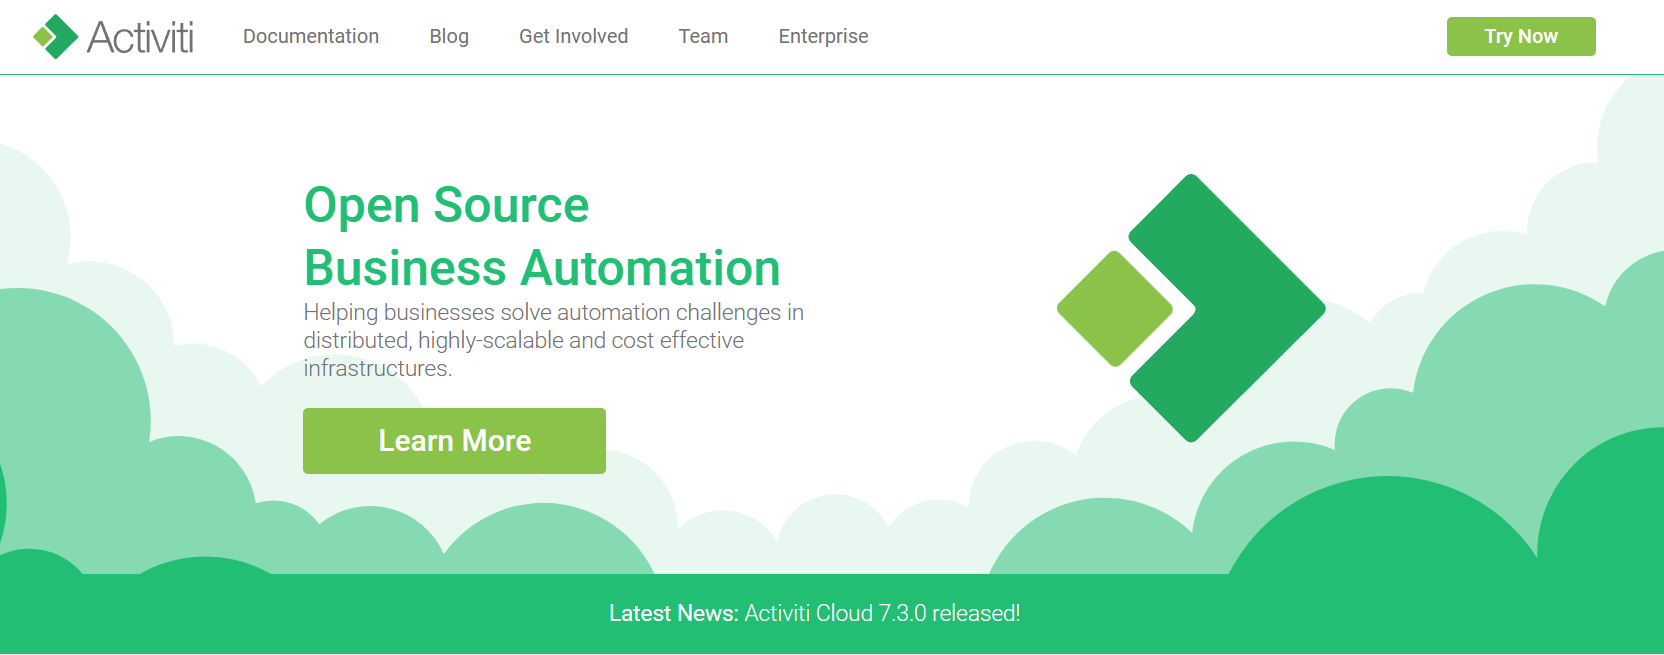 Activiti
Documentation
Blog
Get Involved
Team
Enterprise
Try Now
Open Source
Business Automation
Helping businesses solve automation challenges in
distributed, highly-scalable and cost effective
infrastructures.
Learn More
Latest News: Activiti Cloud 7.3.0 released!